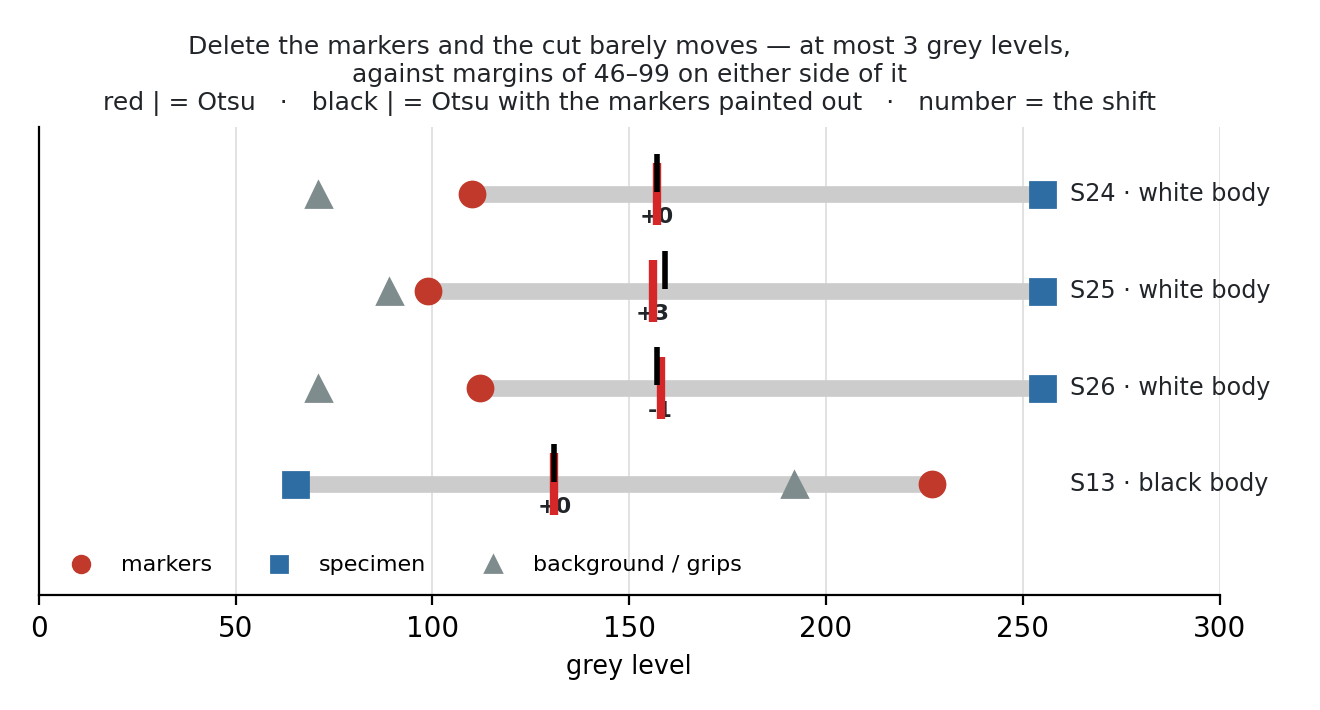 Delete the markers and the cut barely moves — at most 3 grey levels,
against margins of 46–99 on either side of it
red | = Otsu · black | = Otsu with the markers painted out · number = the shift
S24 · white body
+0
S25 · white body
+3
S26 · white body
-1
S13 · black body
+0
markers specimen background / grips
0 50 100 150 200 250 300
grey level